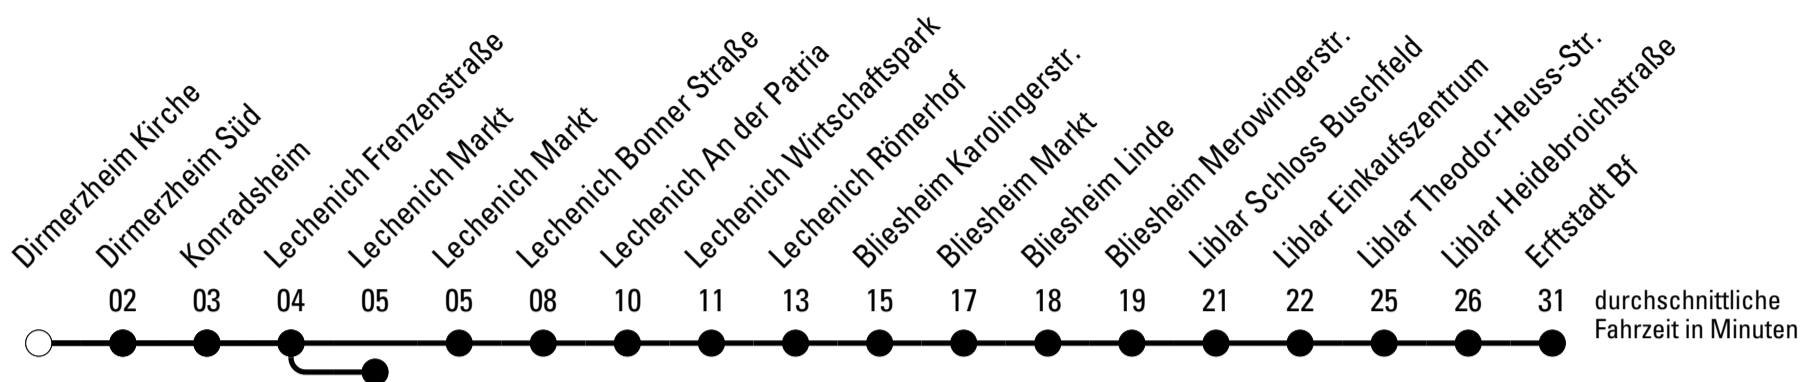 Dirmerzheim Kirche
Dirmerzheim Süd
Konradsheim
Lechenich Frenzenstraße
Lechenich Markt
Lechenich Markt
Lechenich Bonner Straße
Lechenich An der Patria
Lechenich Wirtschaftspark
Lechenich Römerhof
Bliesheim Karolingerstr.
Bliesheim Markt
Bliesheim Linde
Bliesheim Merowingerstr.
Liblar Schloss Buschfeld
Liblar Einkaufszentrum
Liblar Theodor-Heuss-Str.
Liblar Heidebroichstraße
Erftstadt Bf
02 03 04 05 05 08 10 11 13 15 17 18 19 21 22 25 26 31
durchschnittliche
Fahrzeit in Minuten